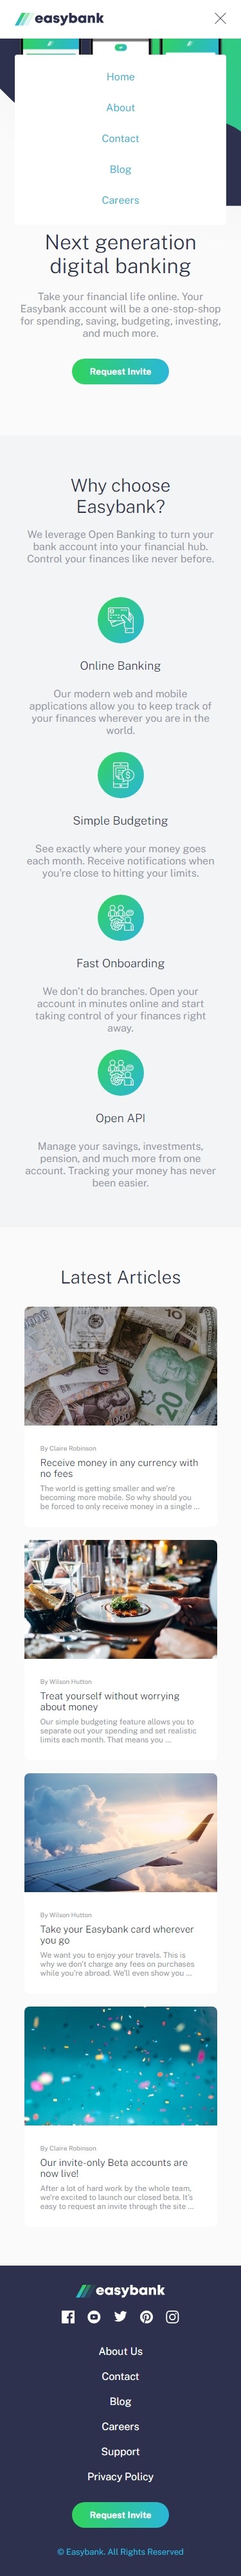 easybank
Home
About
Contact
Blog
Careers
Next generation
digital banking
Take your financial life online. Your
Easybank account will be a one-stop-shop
for spending, saving, budgeting, investing,
and much more.
Request Invite
Why choose
Easybank?
We leverage Open Banking to turn your
bank account into your financial hub.
Control your finances like never before.
Online Banking
Our modern web and mobile
applications allow you to keep track of
your finances wherever you are in the
world.
Simple Budgeting
See exactly where your money goes
each month. Receive notifications when
you're close to hitting your limits.
Fast Onboarding
We don't do branches. Open your
account in minutes online and start
taking control of your finances right
away.
Open API
Manage your savings, investments,
pension, and much more from one
account. Tracking your money has never
been easier.
Latest Articles
20
By Claire Robinson
Receive money in any currency with
no fees
The world is getting smaller and we're
becoming more mobile. So why should you
be forced to only receive money in a single ...
By Wilson Hutton
Treat yourself without worrying
about money
Our simple budgeting feature allows you to
separate out your spending and set realistic
limits each month. That means you ...
By Wilson Hutton
Take your Easybank card wherever
you go
We want you to enjoy your travels. This is
why we don't charge any fees on purchases
while you're abroad. We'll even show you ...
By Claire Robinson
Our invite-only Beta accounts are
now live!
After a lot of hard work by the whole team,
we're excited to launch our closed beta. It's
easy to request an invite through the site ...
easybank
About Us
Contact
Blog
Careers
Support
Privacy Policy
Request Invite
© Easybank. All Rights Reserved